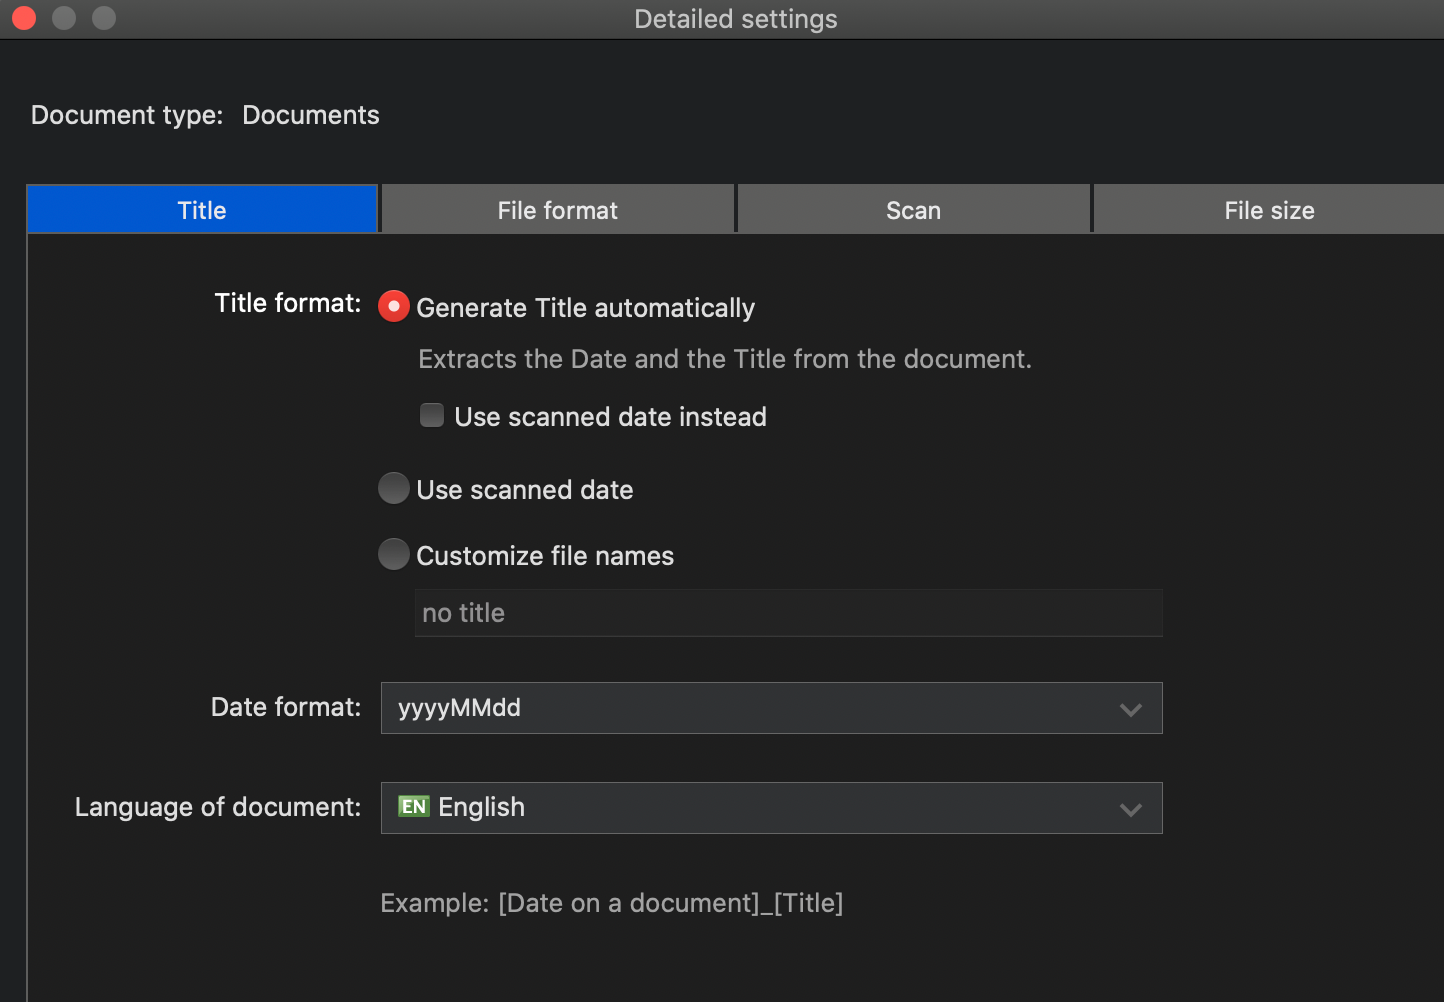 Detailed settings
Document type: Documents
Title File format Scan File size
Title format: Generate Title automatically
Extracts the Date and the Title from the document.
Use scanned date instead
Use scanned date
Customize file names
no title
Date format: yyyyMMdd
Language of document: EN English
Example: [Date on a document]_[Title]